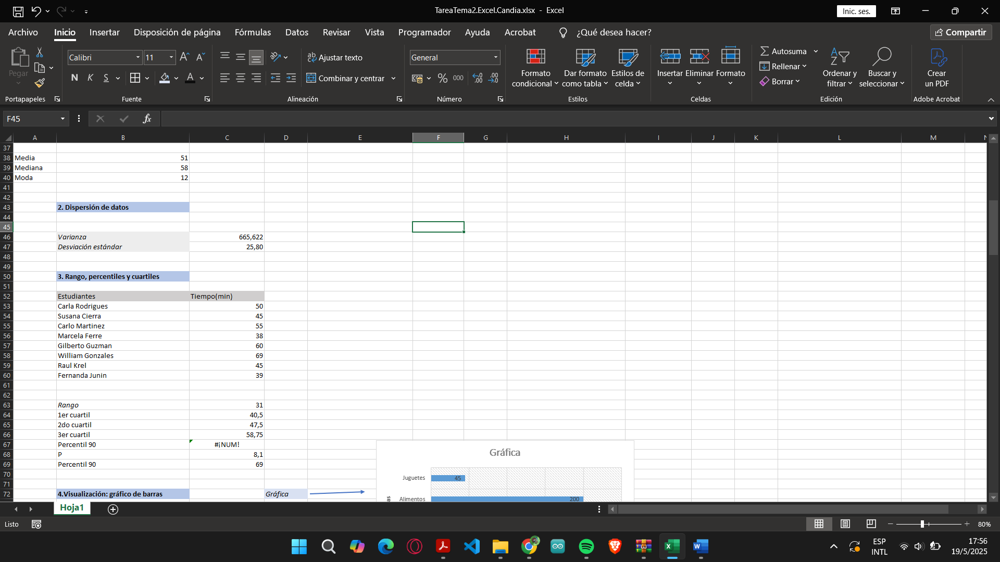 TareaTema2.Excel.Candia.xlsx - Excel
Inic. ses.
Archivo Inicio Insertar Disposición de página Fórmulas Datos Revisar Vista Programador Ayuda Acrobat ¿Qué desea hacer? Compartir
Pegar
Portapapeles
Calibri 11
N K S
Fuente
Ajustar texto
Combinar y centrar
Alineación
General
% 000
Número
Formato condicional
Dar formato como tabla
Estilos de celda
Estilos
Insertar Eliminar Formato
Celdas
Autosuma
Rellenar
Borrar
Ordenar y filtrar
Buscar y seleccionar
Edición
Crear un PDF
Adobe Acrobat
F45 fx
A B C D E F G H I J K L M N
37
38 Media 51
39 Mediana 58
40 Moda 12
41
42
43 2. Dispersión de datos
44
45
46 Varianza 665,622
47 Desviación estándar 25,80
48
49
50 3. Rango, percentiles y cuartiles
51
52 Estudiantes Tiempo(min)
53 Carla Rodrigues 50
54 Susana Cierra 45
55 Carlo Martinez 55
56 Marcela Ferre 38
57 Gilberto Guzman 60
58 William Gonzales 69
59 Raul Krel 45
60 Fernanda Junin 39
61
62
63 Rango 31
64 1er cuartil 40,5
65 2do cuartil 47,5
66 3er cuartil 58,75
67 Percentil 90 #¡NUM!
68 P 8,1
69 Percentil 90 69
70
71
72 4.Visualización: gráfico de barras Gráfica
Gráfica
Juguetes 45
Alimentos 200
as
Hoja1
Listo 80%
ESP
INTL
17:56
19/5/2025